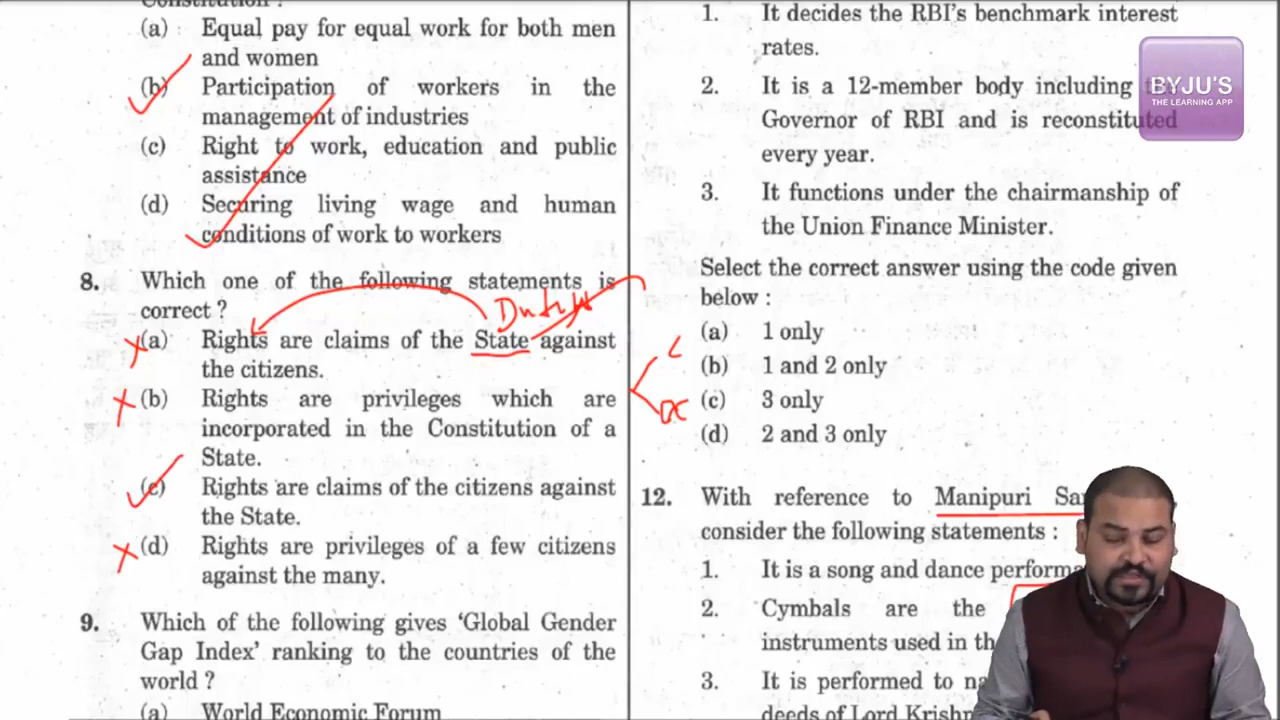 Constitution ?
(a) Equal pay for equal work for both men
and women
(b) Participation of workers in the
management of industries
(c) Right to work, education and public
assistance
(d) Securing living wage and human
conditions of work to workers
8. Which one of the following statements is
correct ?
Duties
(a) Rights are claims of the State against
the citizens.
(b) Rights are privileges which are
incorporated in the Constitution of a
State.
(c) Rights are claims of the citizens against
the State.
(d) Rights are privileges of a few citizens
against the many.
9. Which of the following gives ‘Global Gender
Gap Index’ ranking to the countries of the
world ?
(a) World Economic Forum
1. It decides the RBI’s benchmark interest
rates.
2. It is a 12-member body including
Governor of RBI and is reconstituted
every year.
3. It functions under the chairmanship of
the Union Finance Minister.
Select the correct answer using the code given
below :
(a) 1 only
(b) 1 and 2 only
(c) 3 only
(d) 2 and 3 only
12. With reference to Manipuri
consider the following statements :
1. It is a song and dance
2. Cymbals are the
instruments used in
3. It is performed to
deeds of Lord
BYJU'S
THE LEARNING APP